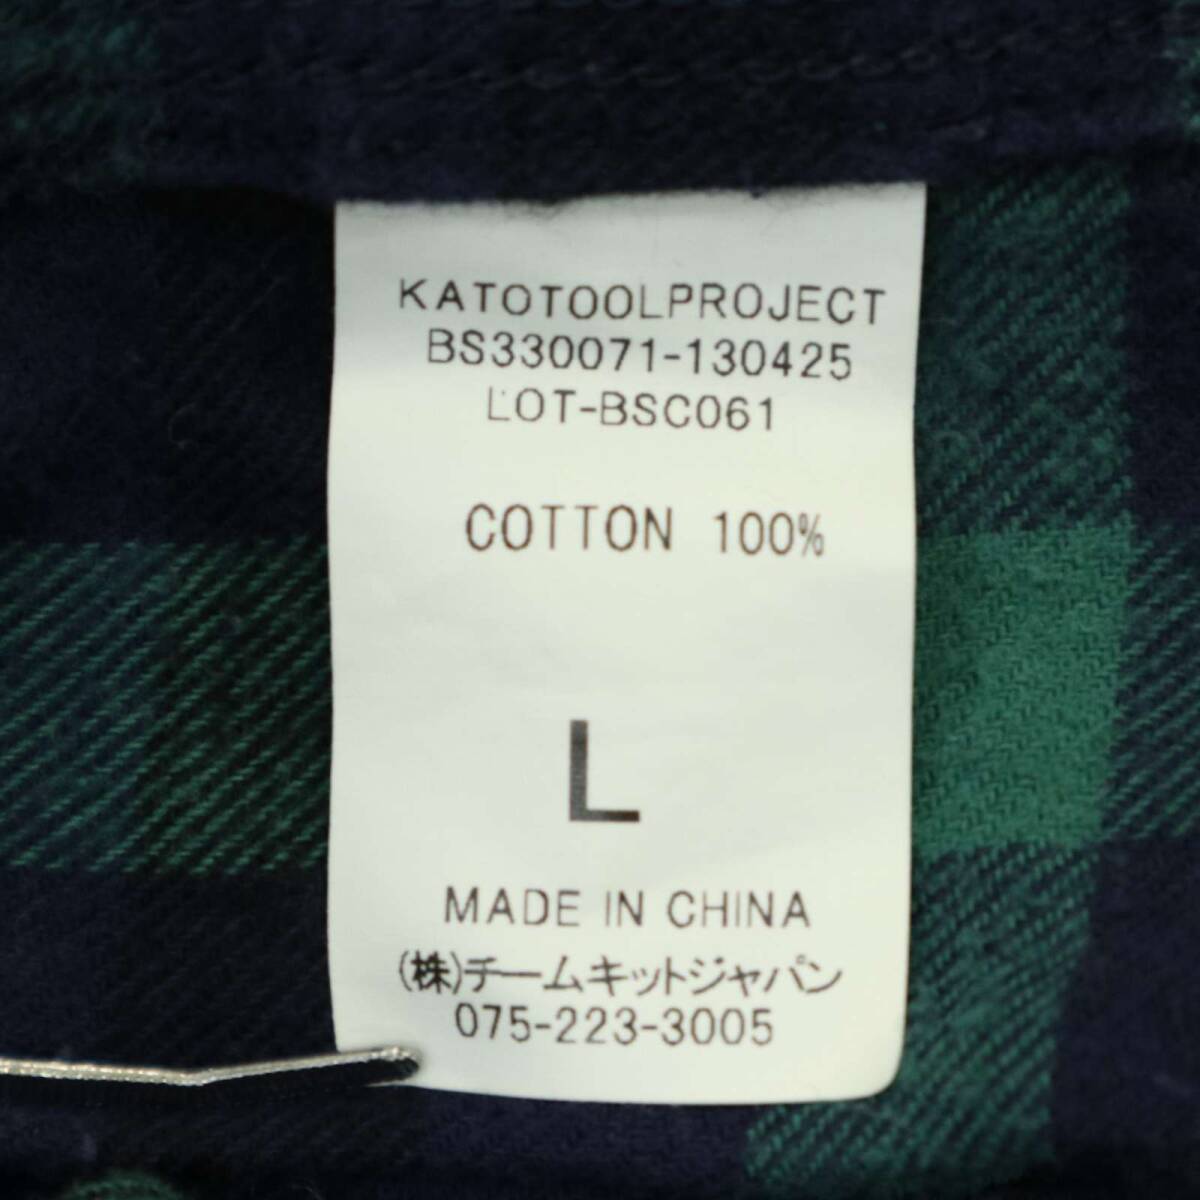 KATOTOOLPROJECT
BS330071-130425
LOT-BSC061
COTTON 100%
L
MADE IN CHINA
(株)チームキットジャパン
075-223-3005